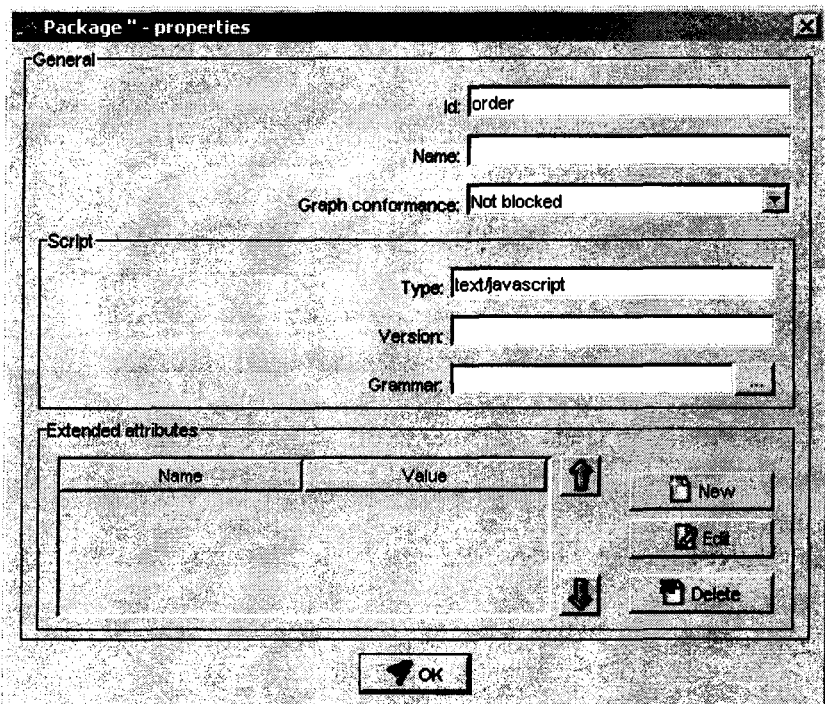 Package '' - properties
General
Id: order
Name:
Graph conformance: Not blocked
Script
Type: text/javascript
Version:
Grammar:
...
Extended attributes
Name Value
New
Edit
Delete
OK